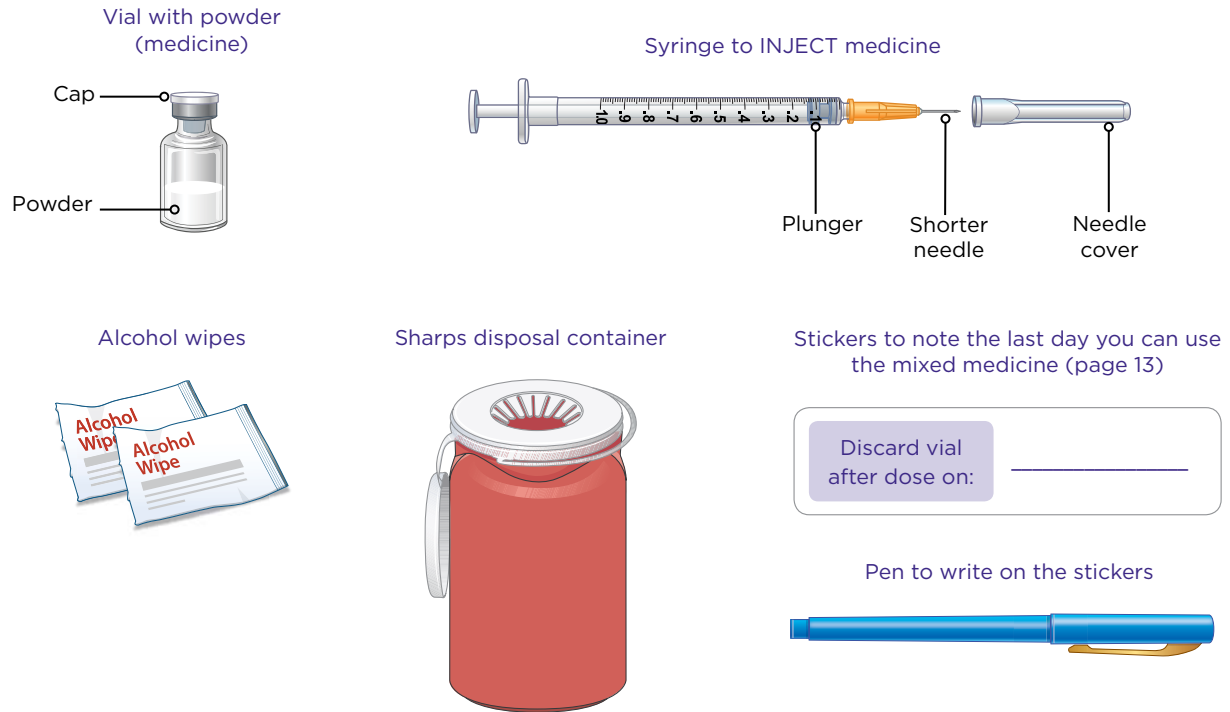 Vial with powder
(medicine)
Cap
Powder
Syringe to INJECT medicine
1.0 .9 .8 .7 .6 .5 .4 .3 .2 .1
Plunger
Shorter
needle
Needle
cover
Alcohol wipes
Alcohol
Wipe
Alcohol
Wipe
Sharps disposal container
Stickers to note the last day you can use
the mixed medicine (page 13)
Discard vial
after dose on:
Pen to write on the stickers